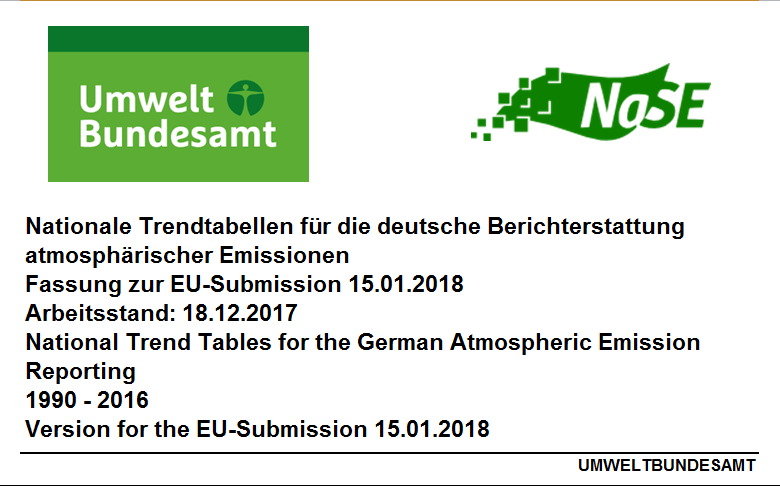 Umwelt
Bundesamt
NaSE
Nationale Trendtabellen für die deutsche Berichterstattung
atmosphärischer Emissionen
Fassung zur EU-Submission 15.01.2018
Arbeitsstand: 18.12.2017
National Trend Tables for the German Atmospheric Emission
Reporting
1990 - 2016
Version for the EU-Submission 15.01.2018
UMWELTBUNDESAMT